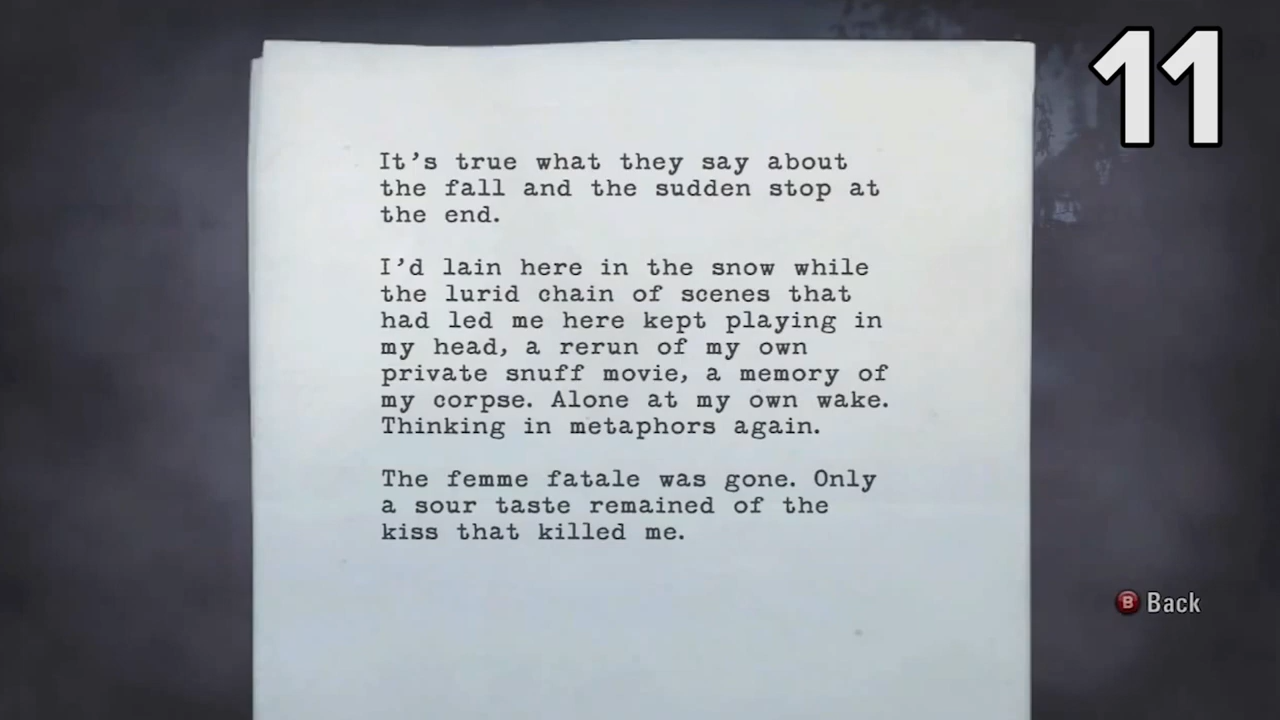 11
It’s true what they say about
the fall and the sudden stop at
the end.
I’d lain here in the snow while
the lurid chain of scenes that
had led me here kept playing in
my head, a rerun of my own
private snuff movie, a memory of
my corpse. Alone at my own wake.
Thinking in metaphors again.
The femme fatale was gone. Only
a sour taste remained of the
kiss that killed me.
B Back